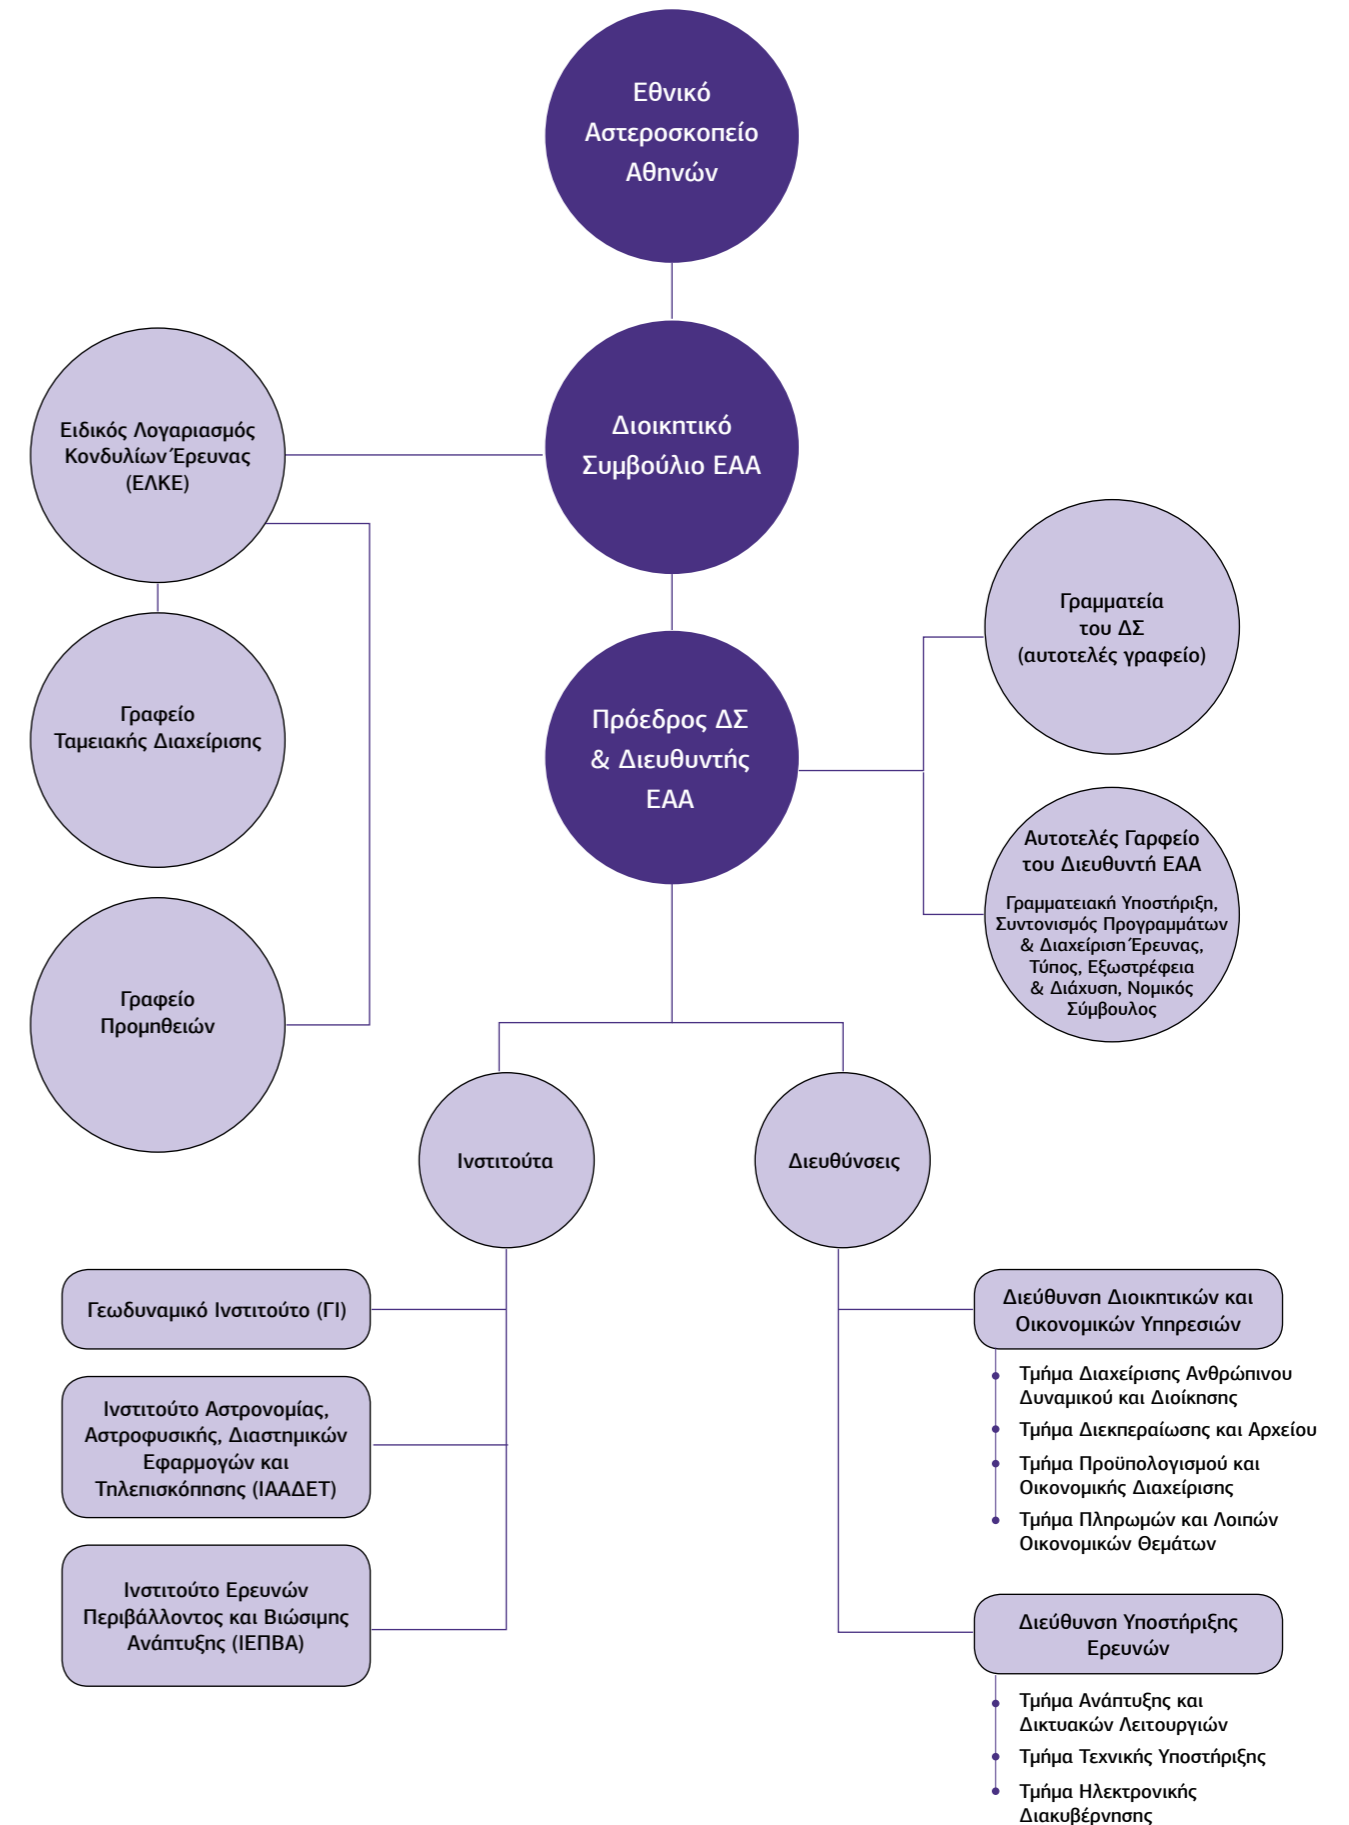 Εθνικό
Αστεροσκοπείο
Αθηνών
Διοικητικό
Συμβούλιο ΕΑΑ
Ειδικός Λογαριασμός
Κονδυλίων Έρευνας
(ΕΛΚΕ)
Γραφείο
Ταμειακής Διαχείρισης
Γραφείο
Προμηθειών
Πρόεδρος ΔΣ
& Διευθυντής
ΕΑΑ
Γραμματεία
του ΔΣ
(αυτοτελές γραφείο)
Αυτοτελές Γαρφείο
του Διευθυντή ΕΑΑ
Γραμματειακή Υποστήριξη,
Συντονισμός Προγραμμάτων
& Διαχείριση Έρευνας,
Τύπος, Εξωστρέφεια
& Διάχυση, Νομικός
Σύμβουλος
Ινστιτούτα
Διευθύνσεις
Γεωδυναμικό Ινστιτούτο (ΓΙ)
Ινστιτούτο Αστρονομίας,
Αστροφυσικής, Διαστημικών
Εφαρμογών και
Τηλεπισκόπησης (ΙΑΑΔΕΤ)
Ινστιτούτο Ερευνών
Περιβάλλοντος και Βιώσιμης
Ανάπτυξης (ΙΕΠΒΑ)
Διεύθυνση Διοικητικών και
Οικονομικών Υπηρεσιών
Τμήμα Διαχείρισης Ανθρώπινου
Δυναμικού και Διοίκησης
Τμήμα Διεκπεραίωσης και Αρχείου
Τμήμα Προϋπολογισμού και
Οικονομικής Διαχείρισης
Τμήμα Πληρωμών και Λοιπών
Οικονομικών Θεμάτων
Διεύθυνση Υποστήριξης
Ερευνών
Τμήμα Ανάπτυξης και
Δικτυακών Λειτουργιών
Τμήμα Τεχνικής Υποστήριξης
Τμήμα Ηλεκτρονικής
Διακυβέρνησης